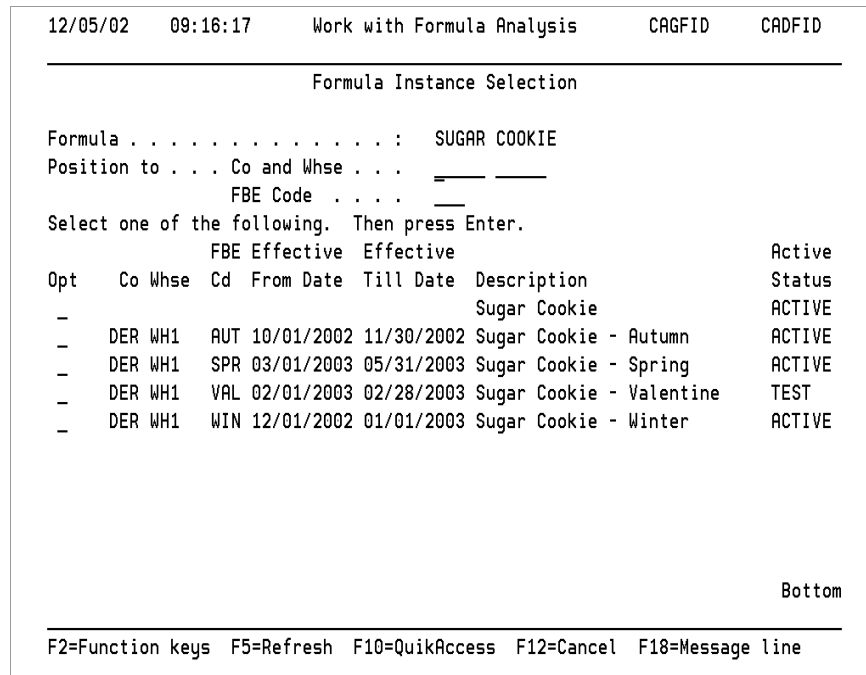 12/05/02 09:16:17 Work with Formula Analysis CAGFID CADFID
Formula Instance Selection
Formula . . . . . . . . . . . . . : SUGAR COOKIE
Position to . . . Co and Whse . . . _____ _____
FBE Code . . . . ___
Select one of the following. Then press Enter.
FBE Effective Effective Active
Opt Co Whse Cd From Date Till Date Description Status
_ Sugar Cookie ACTIVE
_ DER WH1 AUT 10/01/2002 11/30/2002 Sugar Cookie - Autumn ACTIVE
_ DER WH1 SPR 03/01/2003 05/31/2003 Sugar Cookie - Spring ACTIVE
_ DER WH1 VAL 02/01/2003 02/28/2003 Sugar Cookie - Valentine TEST
_ DER WH1 WIN 12/01/2002 01/01/2003 Sugar Cookie - Winter ACTIVE
Bottom
F2=Function keys F5=Refresh F10=QuikAccess F12=Cancel F18=Message line